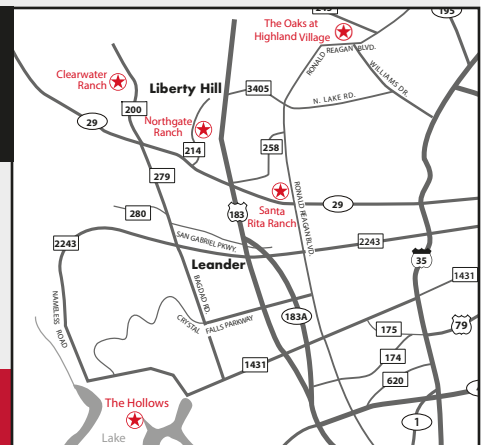 243
195
The Oaks at
Highland Village
RONALD REAGAN BLVD.
WILLIAMS DR.
Clearwater
Ranch
Liberty Hill
3405
N. LAKE RD.
200
29
Northgate
Ranch
214
258
279
RONALD REAGAN BLVD.
Santa
Rita Ranch
29
280
183
SAN GABRIEL PKWY.
2243
2243
Leander
35
1431
BAGDAD RD.
NAMELESS
ROAD
CRYSTAL FALLS PARKWAY
183A
175
79
174
1431
620
The Hollows
Lake
1